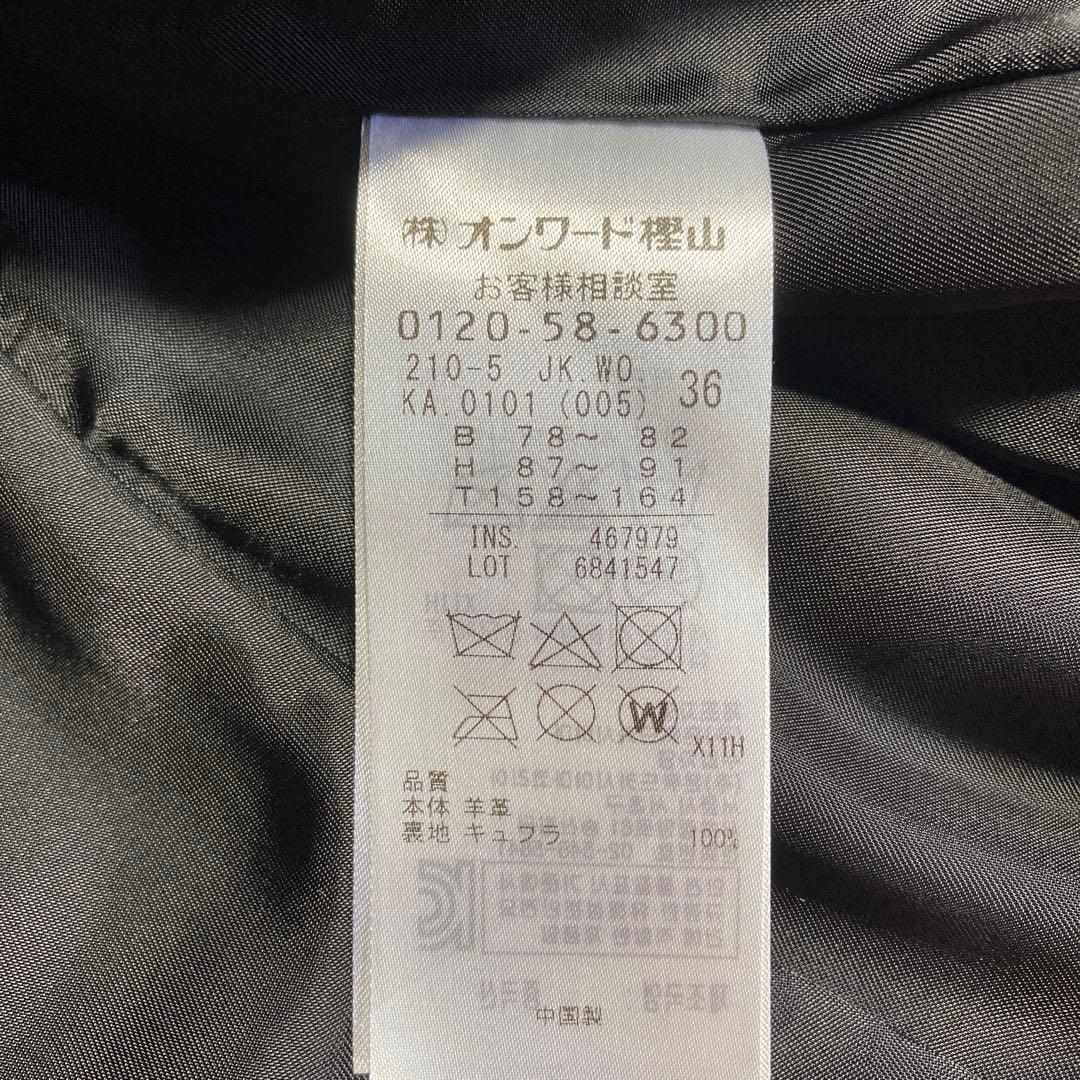 ㈱オンワード樫山
お客様相談室
0120-58-6300
210-5 JK.WO. 36
KA.0101 (005)
B 78～ 82
H 87～ 91
T158～164
INS. 467979
LOT 6841547
W
X11H
品質
本体 羊革
裏地 キュプラ 100%
中国製